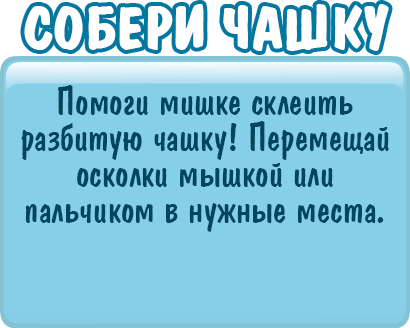 СОБЕРИ ЧАШКУ
Помоги мишке склеить
разбитую чашку! Перемещай
осколки мышкой или
пальчиком в нужные места.